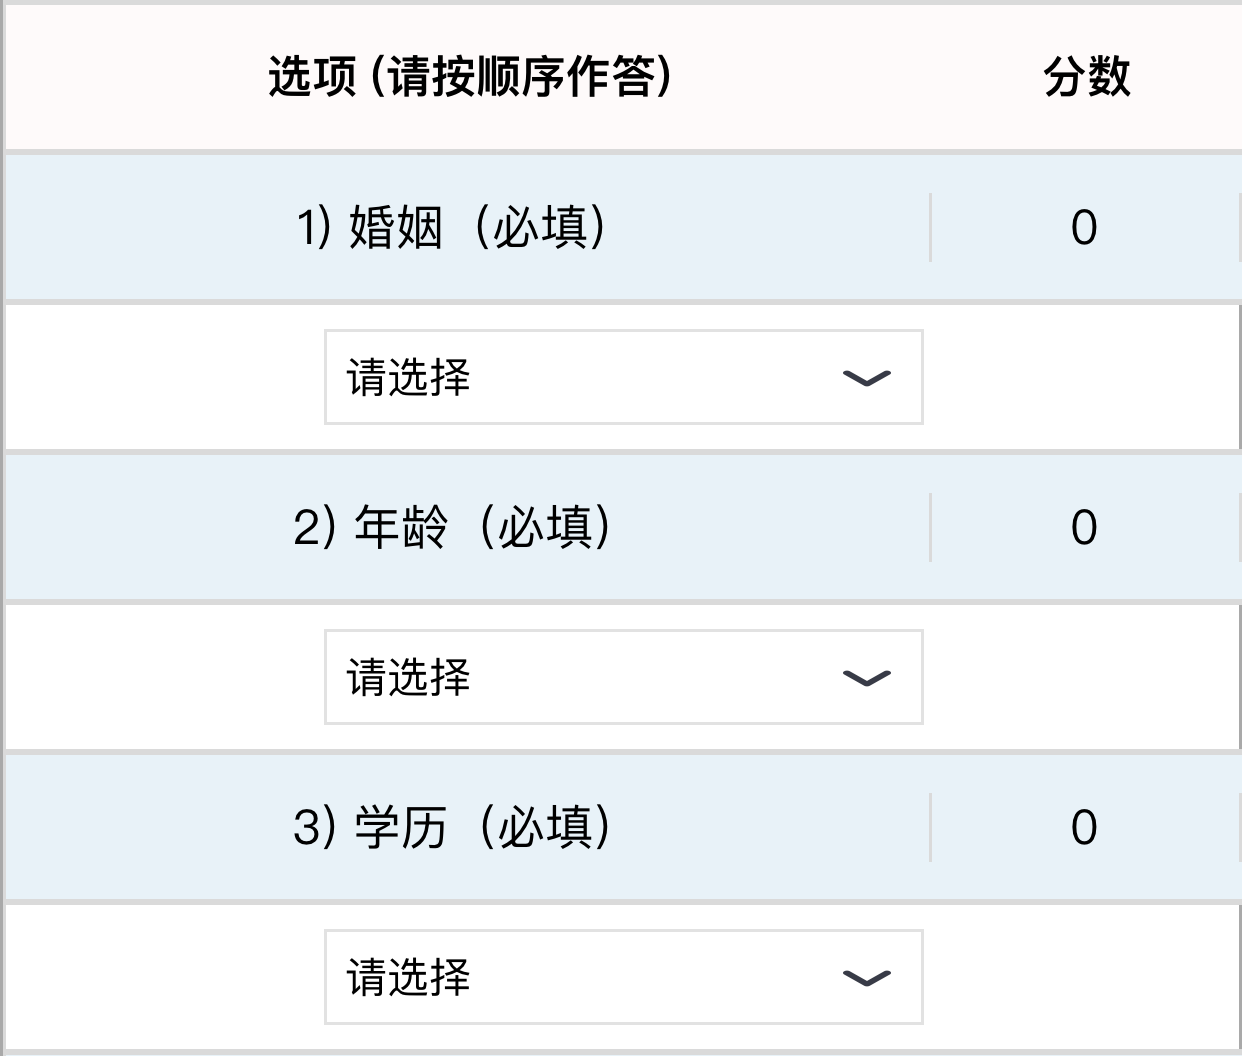 选项 (请按顺序作答) 分数
1) 婚姻（必填） 0
请选择
2) 年龄（必填） 0
请选择
3) 学历（必填） 0
请选择